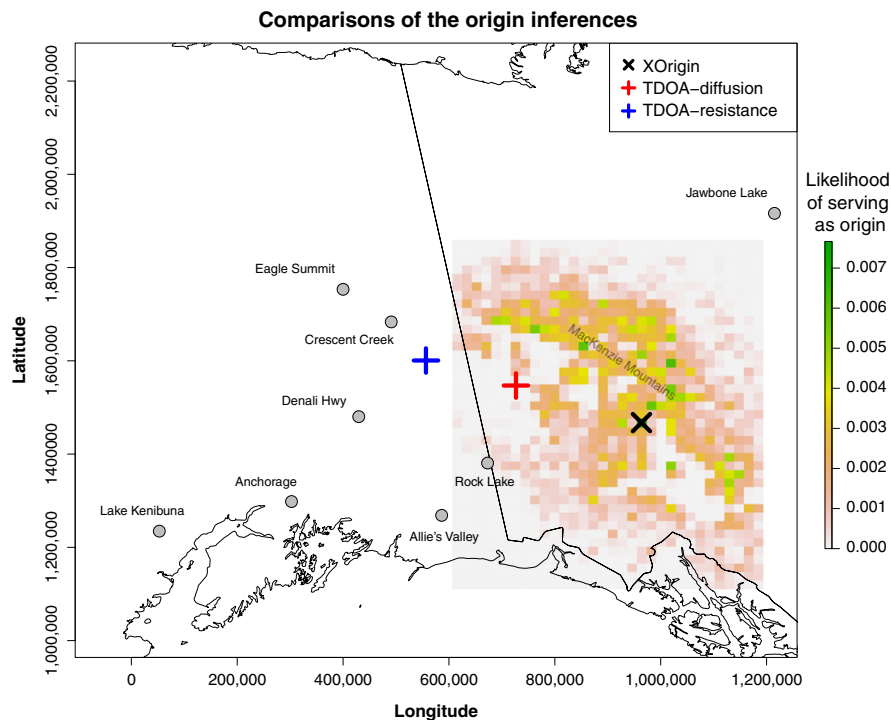 Comparisons of the origin inferences
XOrigin
TDOA-diffusion
TDOA-resistance
2,200,000
2,000,000
1,800,000
1,600,000
1400,000
1,200,000
1,000,000
Latitude
Jawbone Lake
Eagle Summit
Crescent Creek
MacKenzie Mountains
Denali Hwy
Rock Lake
Anchorage
Lake Kenibuna
Allie's Valley
Likelihood
of serving
as origin
0.007
0.006
0.005
0.004
0.003
0.002
0.001
0.000
0
200,000
400,000
600,000
800,000
1,000,000
1,200,000
Longitude